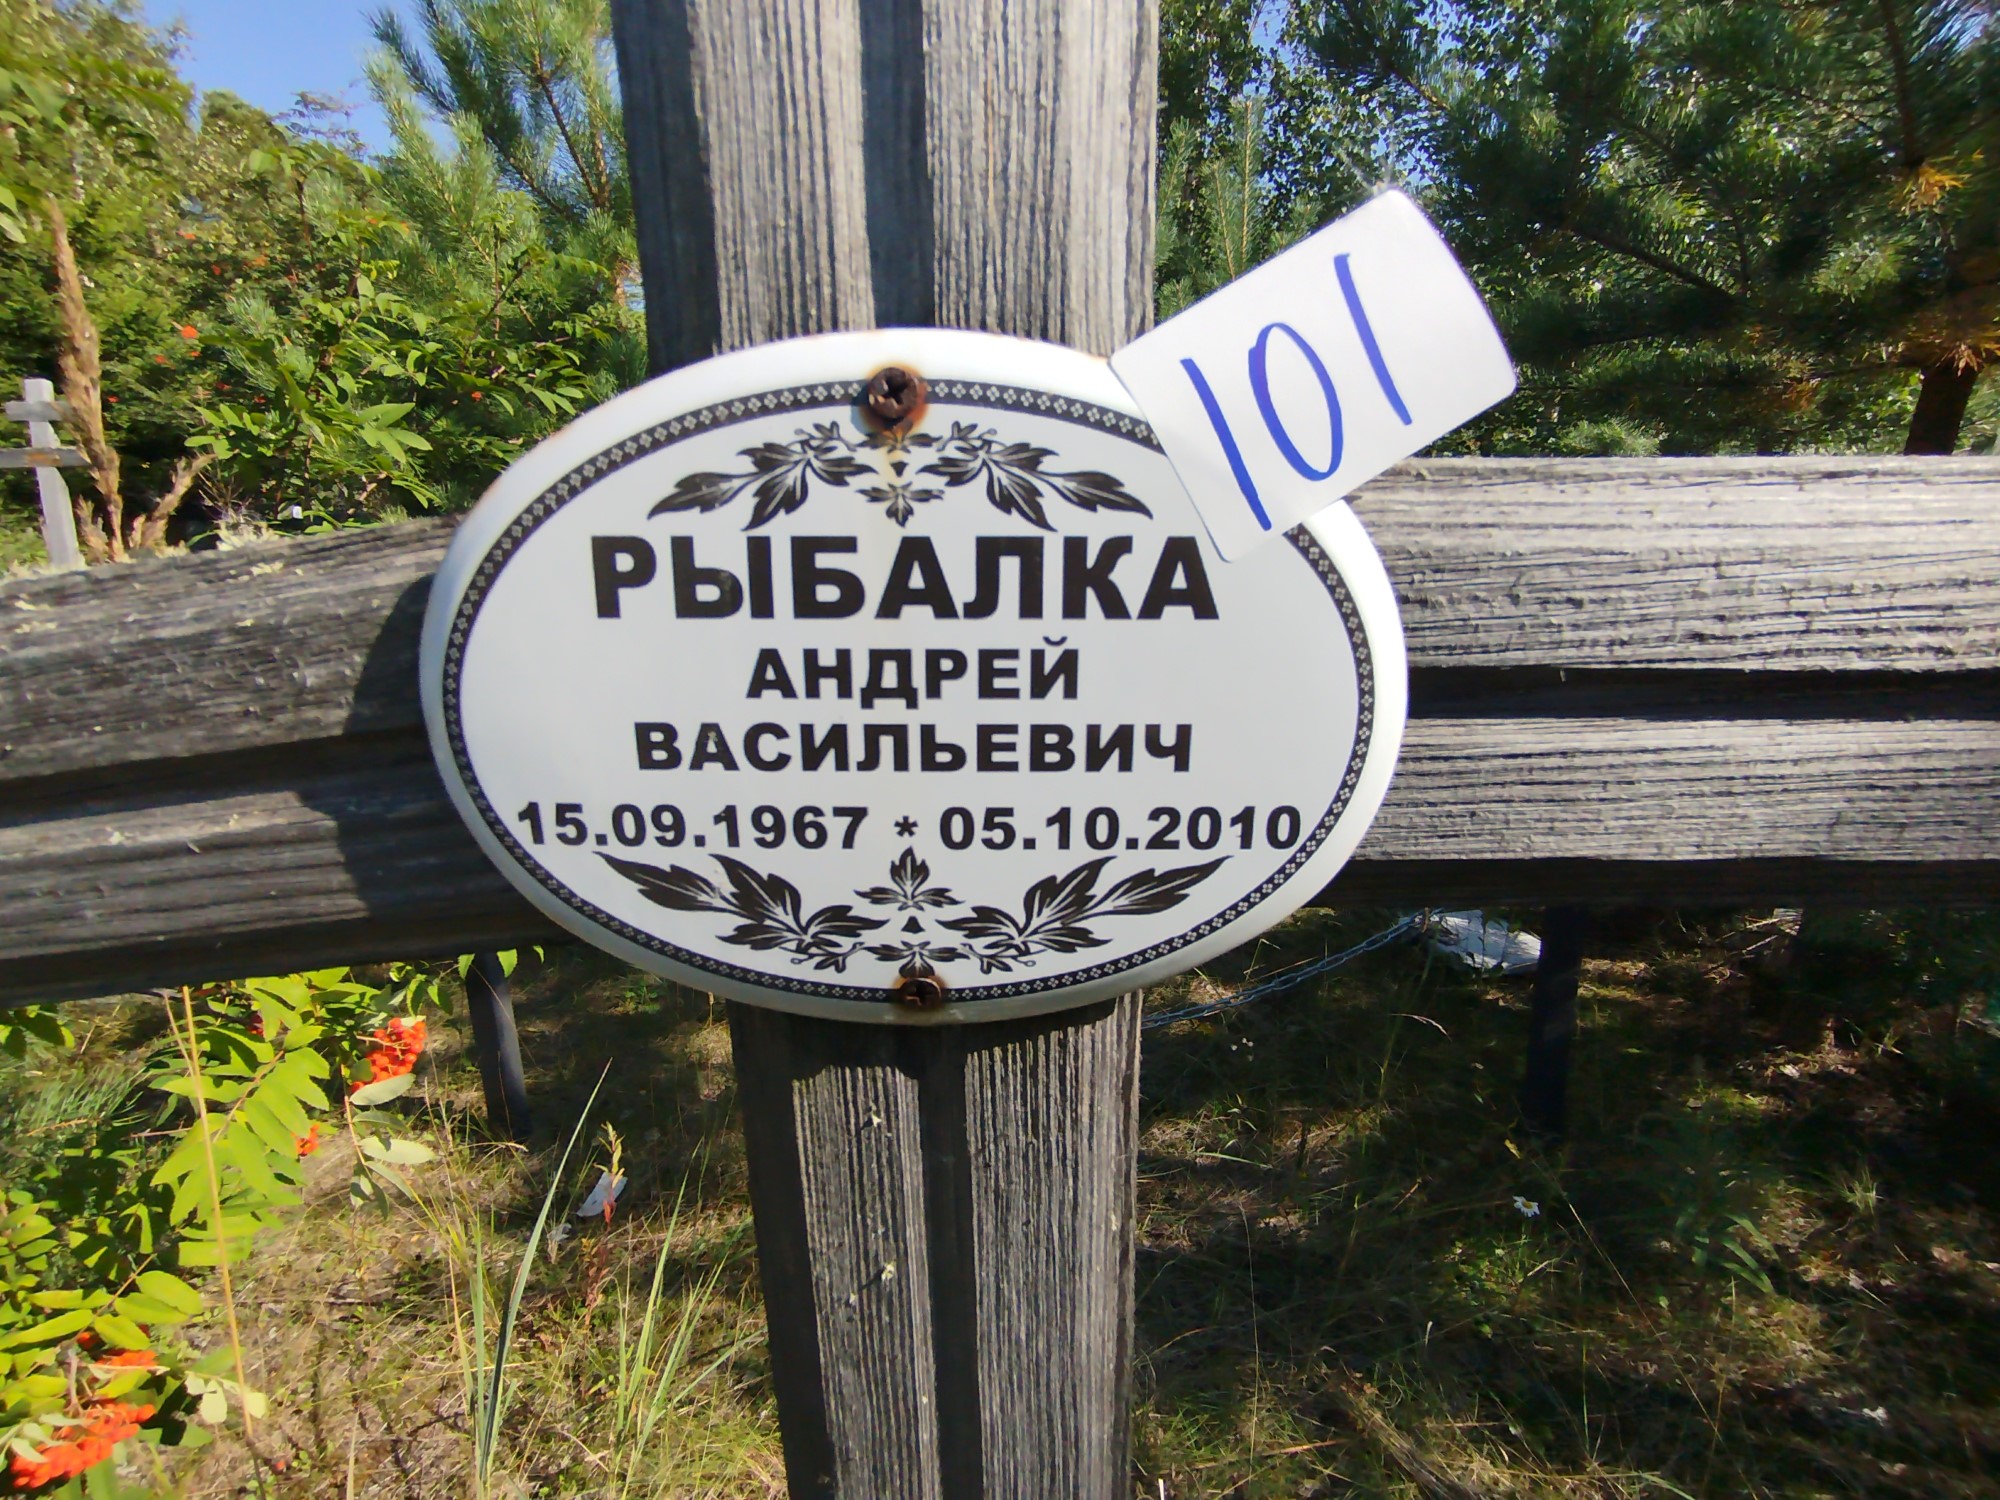 101
РЫБАЛКА
АНДРЕЙ
ВАСИЛЬЕВИЧ
15.09.1967 * 05.10.2010